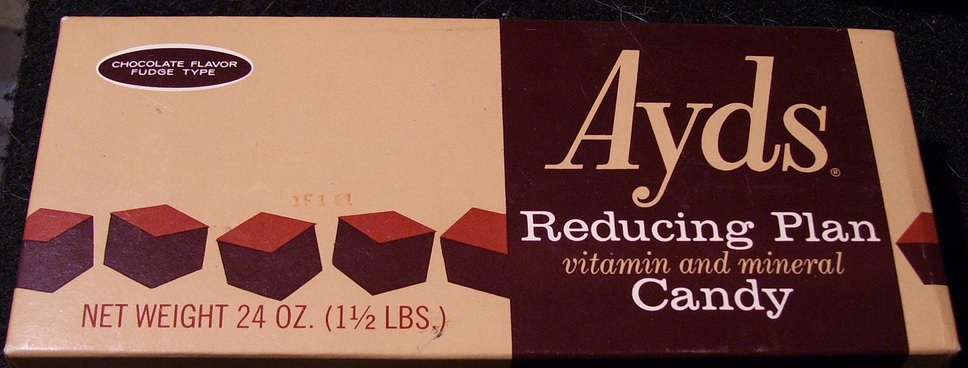 CHOCOLATE FLAVOR
FUDGE TYPE
NET WEIGHT 24 OZ. (1½ LBS.)
Ayds®
Reducing Plan
vitamin and mineral
Candy